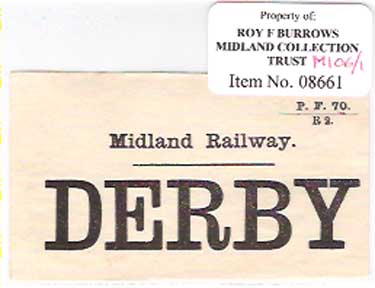 Property of:
ROY F BURROWS
MIDLAND COLLECTION
TRUST M106/1
Item No. 08661
P. F. 70.
R 2.
Midland Railway.
DERBY